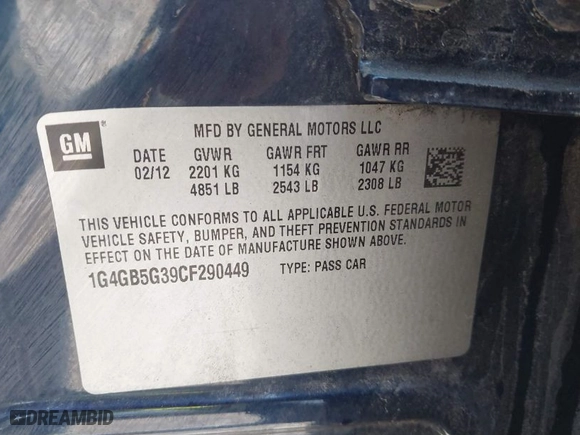 GM
MFD BY GENERAL MOTORS LLC
DATE GVWR GAWR FRT GAWR RR
02/12 2201 KG 1154 KG 1047 KG
4851 LB 2543 LB 2308 LB
THIS VEHICLE CONFORMS TO ALL APPLICABLE U.S. FEDERAL MOTOR
VEHICLE SAFETY, BUMPER, AND THEFT PREVENTION STANDARDS IN
EFFECT ON THE DATE OF MANUFACTURE SHOWN ABOVE.
1G4GB5G39CF290449 TYPE: PASS CAR
DREAMBID